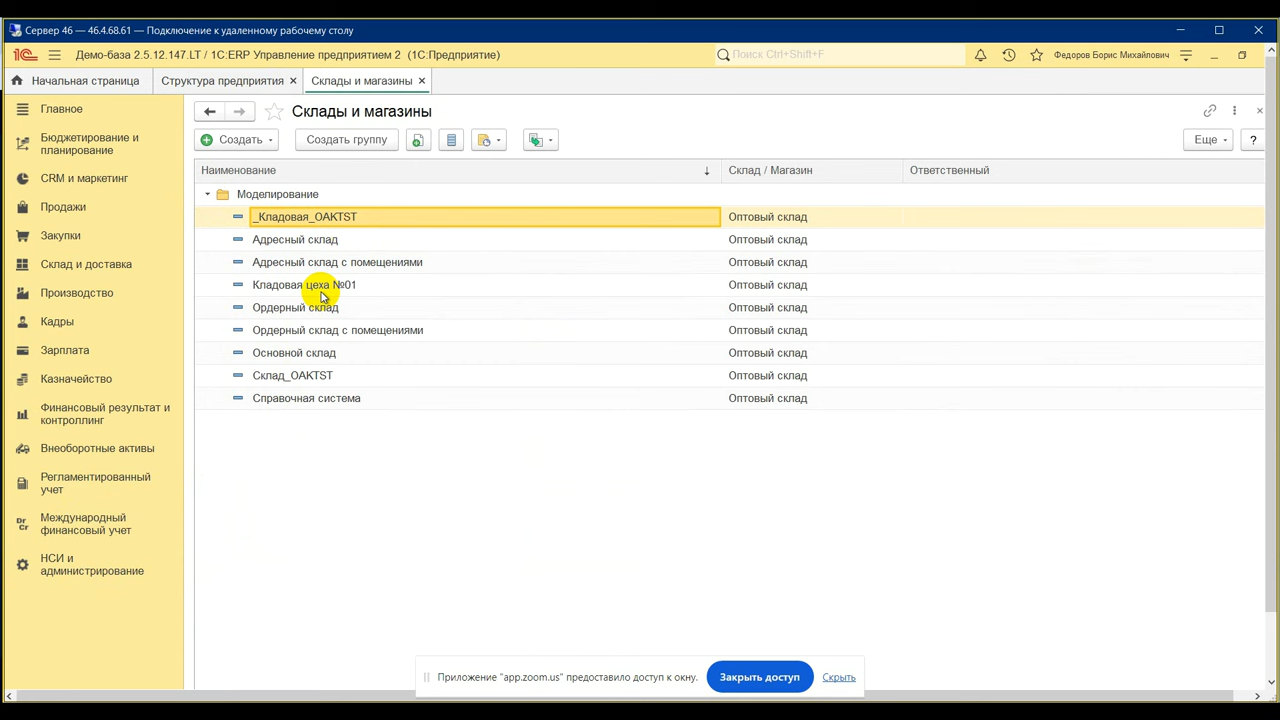 Сервер 46 — 46.4.68.61 — Подключение к удаленному рабочему столу
1С Демо-база 2.5.12.147.LT / 1С:ERP Управление предприятием 2 (1С:Предприятие)
Поиск Ctrl+Shift+F
Федоров Борис Михайлович
Начальная страница
Структура предприятия ×
Склады и магазины ×
Главное
Бюджетирование и
планирование
CRM и маркетинг
Продажи
Закупки
Склад и доставка
Производство
Кадры
Зарплата
Казначейство
Финансовый результат и
контроллинг
Внеоборотные активы
Регламентированный
учет
Международный
финансовый учет
НСИ и
администрирование
Склады и магазины
Создать
Создать группу
Еще
?
Наименование ↓ Склад / Магазин Ответственный
Моделирование
_Кладовая_OAKTST Оптовый склад
Адресный склад Оптовый склад
Адресный склад с помещениями Оптовый склад
Кладовая цеха №01 Оптовый склад
Ордерный склад Оптовый склад
Ордерный склад с помещениями Оптовый склад
Основной склад Оптовый склад
Склад_OAKTST Оптовый склад
Справочная система Оптовый склад
Приложение "app.zoom.us" предоставило доступ к окну. Закрыть доступ Скрыть